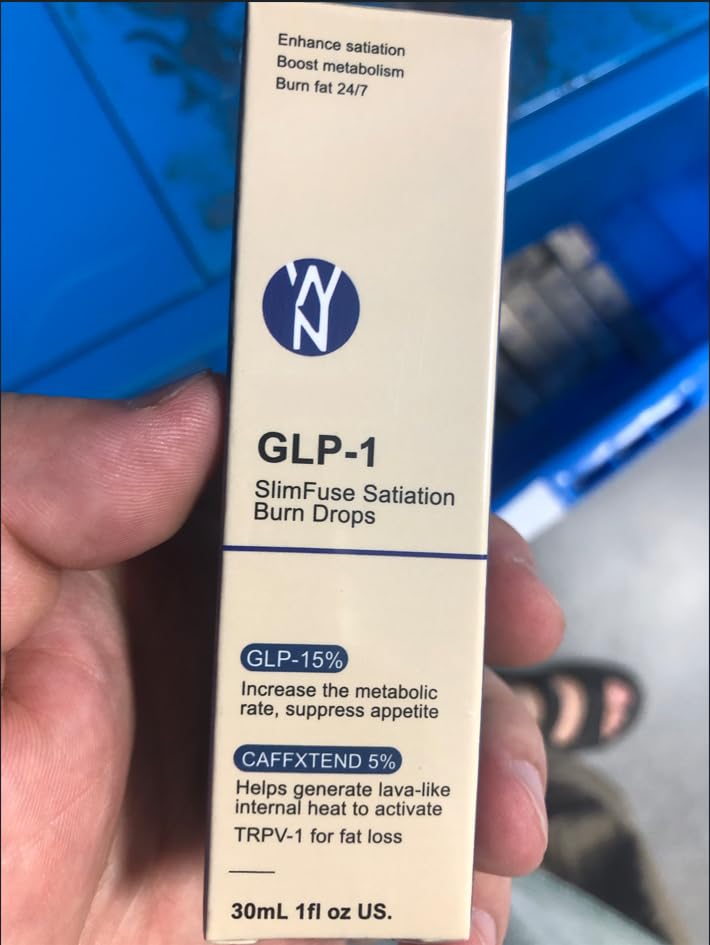 Enhance satiation
Boost metabolism
Burn fat 24/7
WN
GLP-1
SlimFuse Satiation
Burn Drops
GLP-15%
Increase the metabolic
rate, suppress appetite
CAFFXTEND 5%
Helps generate lava-like
internal heat to activate
TRPV-1 for fat loss
30mL 1fl oz US.